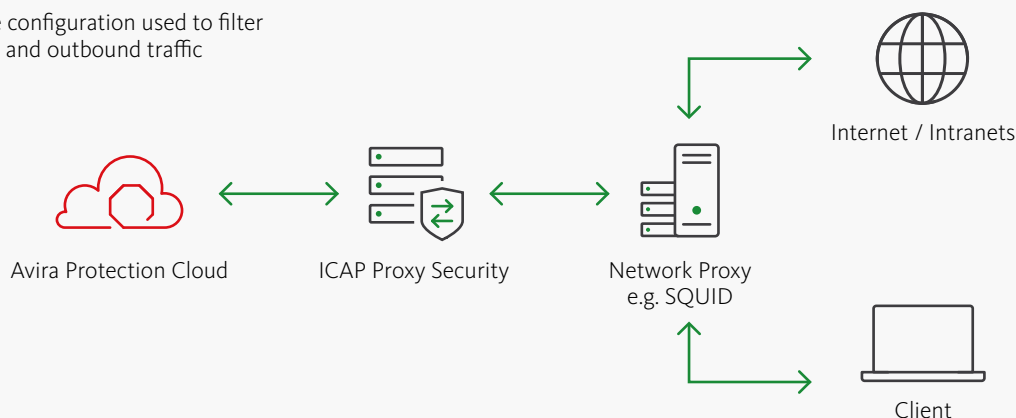 configuration used to filter
and outbound traffic
Internet / Intranets
Avira Protection Cloud
ICAP Proxy Security
Network Proxy
e.g. SQUID
Client